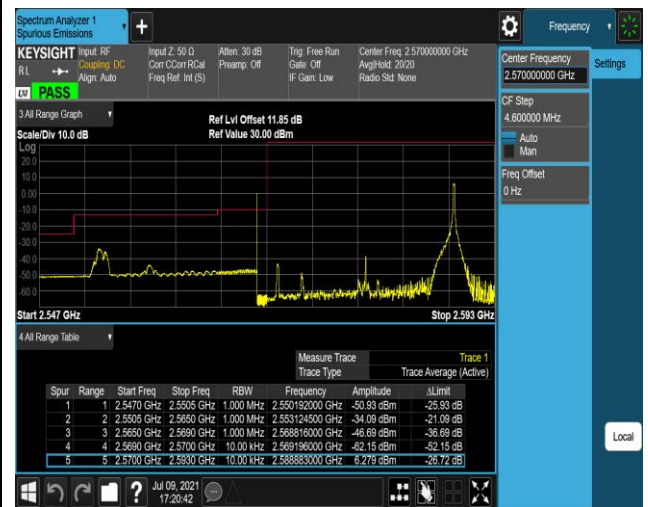 Spectrum Analyzer 1
Spurious Emissions
Frequency
KEYSIGHT Input: RF Input Z: 50 Ω Atten: 30 dB Trig: Free Run Center Freq: 2.570000000 GHz
RL Coupling: DC Corr CCorr RCal Preamp: Off Gate: Off Avg|Hold: 20/20
Align: Auto Freq Ref: Int (S) IF Gain: Low Radio Std: None
LXI PASS
Center Frequency
2.570000000 GHz
Settings
CF Step
4.600000 MHz
Auto
Man
Freq Offset
0 Hz
Local
3 All Range Graph
Ref Lvl Offset 11.85 dB
Scale/Div 10.0 dB Ref Value 30.00 dBm
Log
20.0
10.0
0.00
-10.0
-20.0
-30.0
-40.0
-50.0
-60.0
Start 2.547 GHz Stop 2.593 GHz
4 All Range Table
Measure Trace Trace 1
Trace Type Trace Average (Active)
Spur Range Start Freq Stop Freq RBW Frequency Amplitude ΔLimit
1 1 2.5470 GHz 2.5505 GHz 1.000 MHz 2.550192000 GHz -50.93 dBm -25.93 dB
2 2 2.5505 GHz 2.5650 GHz 1.000 MHz 2.553124500 GHz -34.09 dBm -21.09 dB
3 3 2.5650 GHz 2.5690 GHz 1.000 MHz 2.568816000 GHz -46.69 dBm -36.69 dB
4 4 2.5690 GHz 2.5700 GHz 10.00 kHz 2.569196000 GHz -62.15 dBm -52.15 dB
5 5 2.5700 GHz 2.5930 GHz 10.00 kHz 2.588883000 GHz 6.279 dBm -26.72 dB
Jul 09, 2021
17:20:42